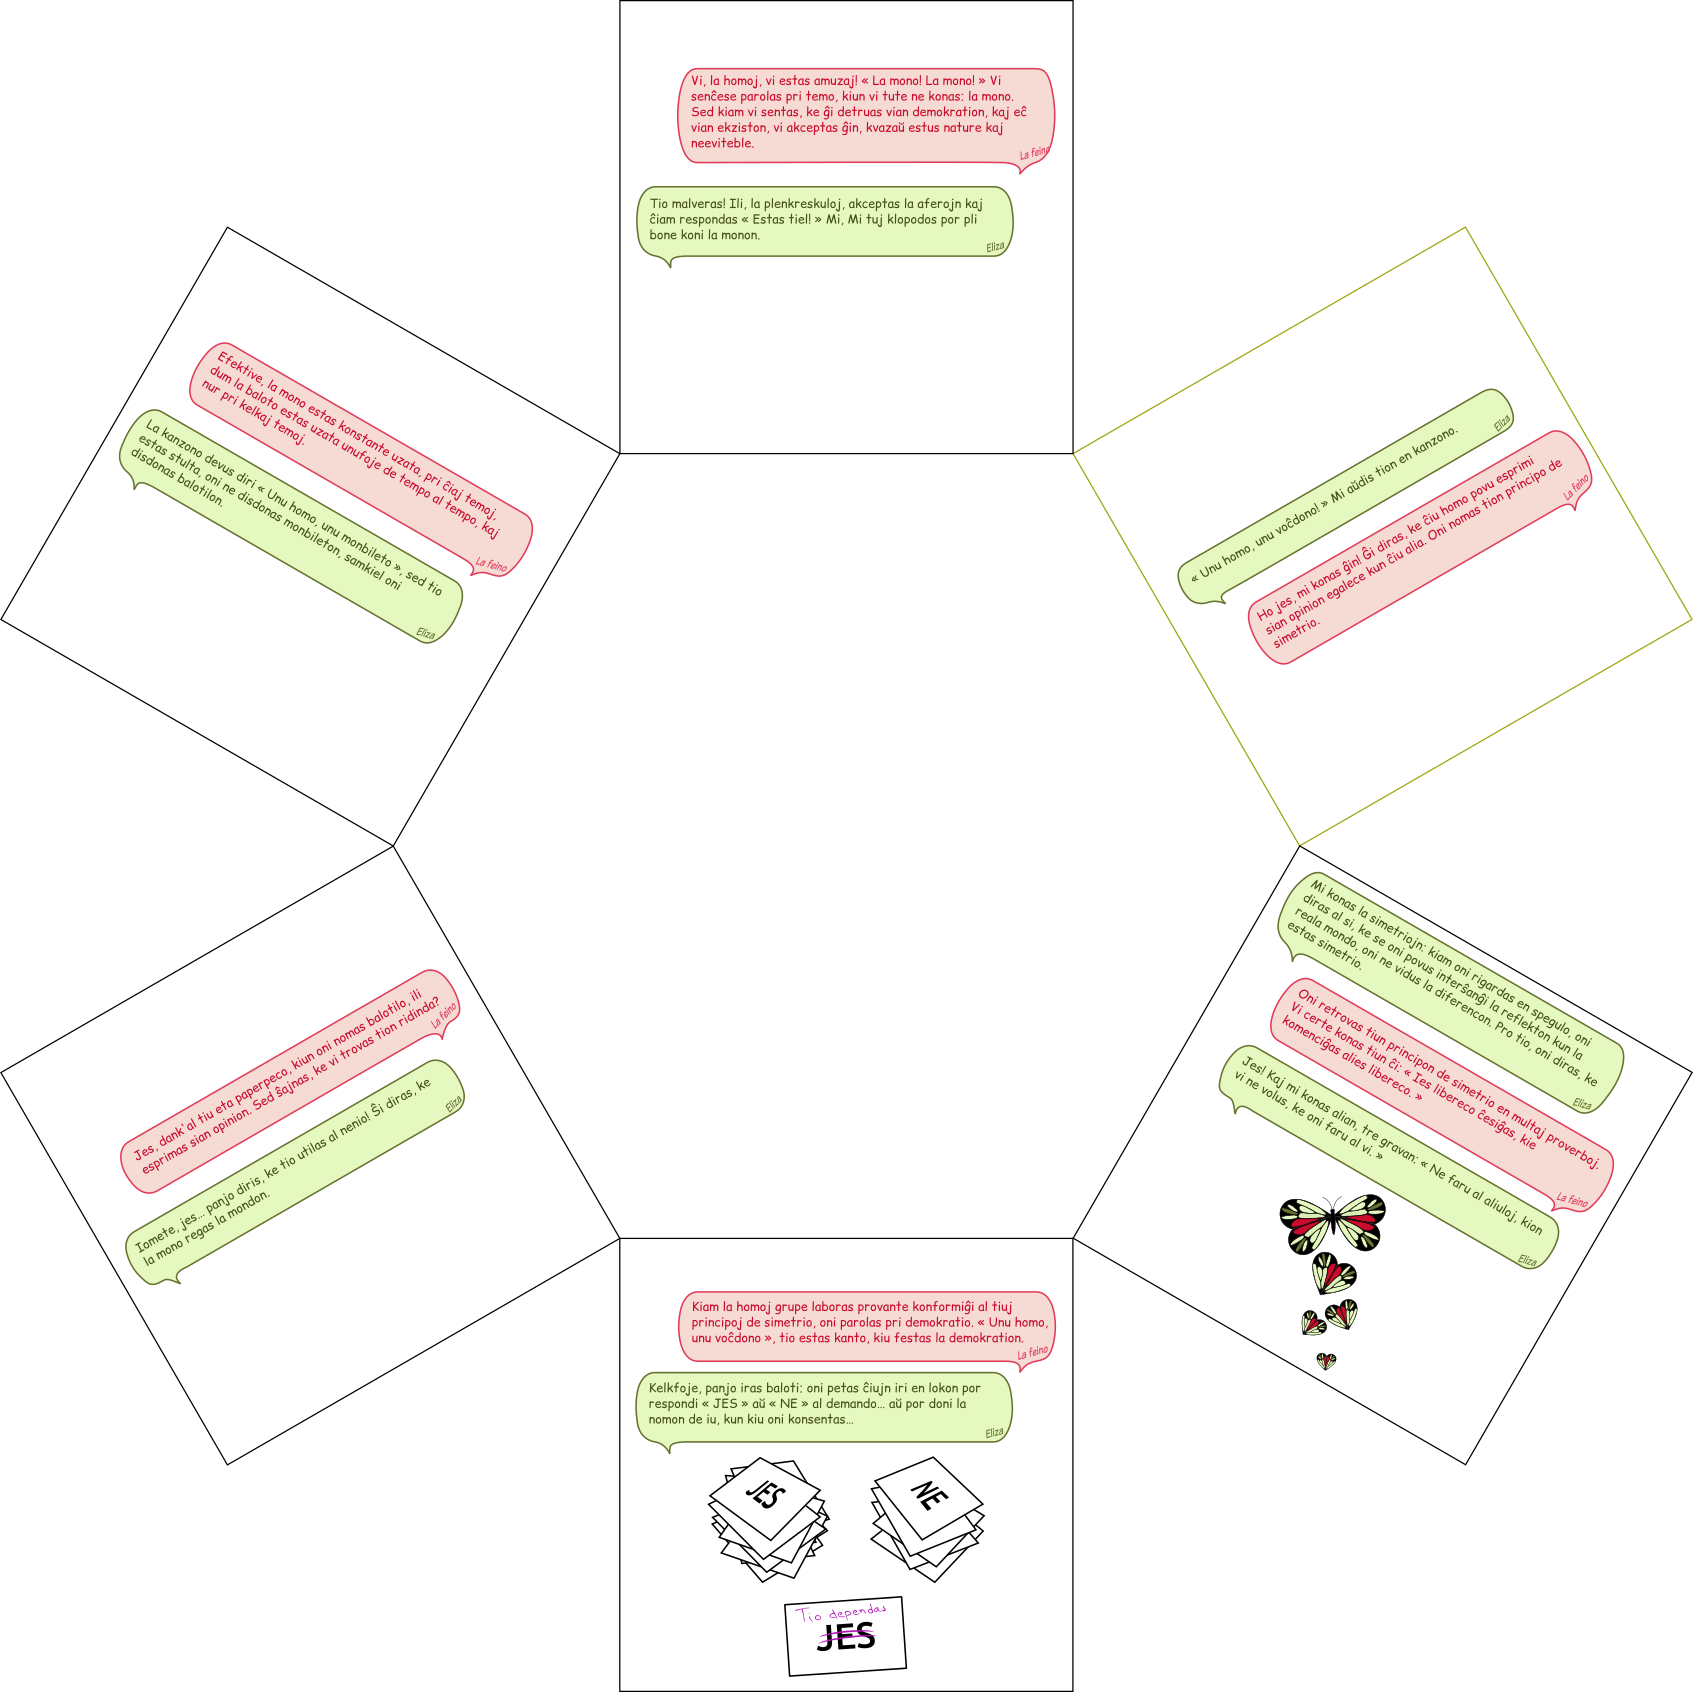 Vi, la homoj, vi estas amuzaj! « La mono! La mono! » Vi
senĉese parolas pri temo, kiun vi tute ne konas: la mono.
Sed kiam vi sentas, ke ĝi detruas vian demokration, kaj eĉ
vian ekziston, vi akceptas ĝin, kvazaŭ estus nature kaj
neeviteble.
La feino
Tio malveras! Ili, la plenkreskuloj, akceptas la aferojn kaj
ĉiam respondas « Estas tiel! » Mi, Mi tuj klopodos por pli
bone koni la monon.
Eliza
« Unu homo, unu voĉdono! » Mi aŭdis tion en kanzono.
Eliza
Ho jes, mi konas ĝin! Ĝi diras, ke ĉiu homo povu esprimi
sian opinion egalece kun ĉiu alia. Oni nomas tion principo de
simetrio.
La feino
Mi konas la simetriojn: kiam oni rigardas en spegulo, oni
diras al si, ke se oni povus interŝanĝi la reflekton kun la
reala mondo, oni ne vidus la diferencon. Pro tio, oni diras, ke
estas simetrio.
Eliza
Oni retrovas tiun principon de simetrio en multaj proverboj.
Vi certe konas tiun ĉi: « Ies libereco ĉesiĝas, kie
komenciĝas alies libereco. »
La feino
Jes! Kaj mi konas alian, tre gravan: « Ne faru al aliuloj, kion
vi ne volus, ke oni faru al vi. »
Eliza
Kiam la homoj grupe laboras provante konformiĝi al tiuj
principoj de simetrio, oni parolas pri demokratio. « Unu homo,
unu voĉdono », tio estas kanto, kiu festas la demokration.
La feino
Kelkfoje, panjo iras baloti: oni petas ĉiujn iri en lokon por
respondi « JES » aŭ « NE » al demando... aŭ por doni la
nomon de iu, kun kiu oni konsentas...
Eliza
JES
NE
Tio dependas
JES
Jes, dank' al tiu eta paperpeco, kiun oni nomas balotilo, ili
esprimas sian opinion. Sed ŝajnas, ke vi trovas tion ridinda?
La feino
Iomete, jes... panjo diris, ke tio utilas al nenio! Ŝi diras, ke
la mono regas la mondon.
Eliza
Efektive, la mono estas konstante uzata, pri ĉiaj temoj,
dum la baloto estas uzata unufoje de tempo al tempo, kaj
nur pri kelkaj temoj.
La feino
La kanzono devus diri « Unu homo, unu monbileto », sed tio
estas stulta, oni ne disdonas monbileton, samkiel oni
disdonas balotilon.
Eliza